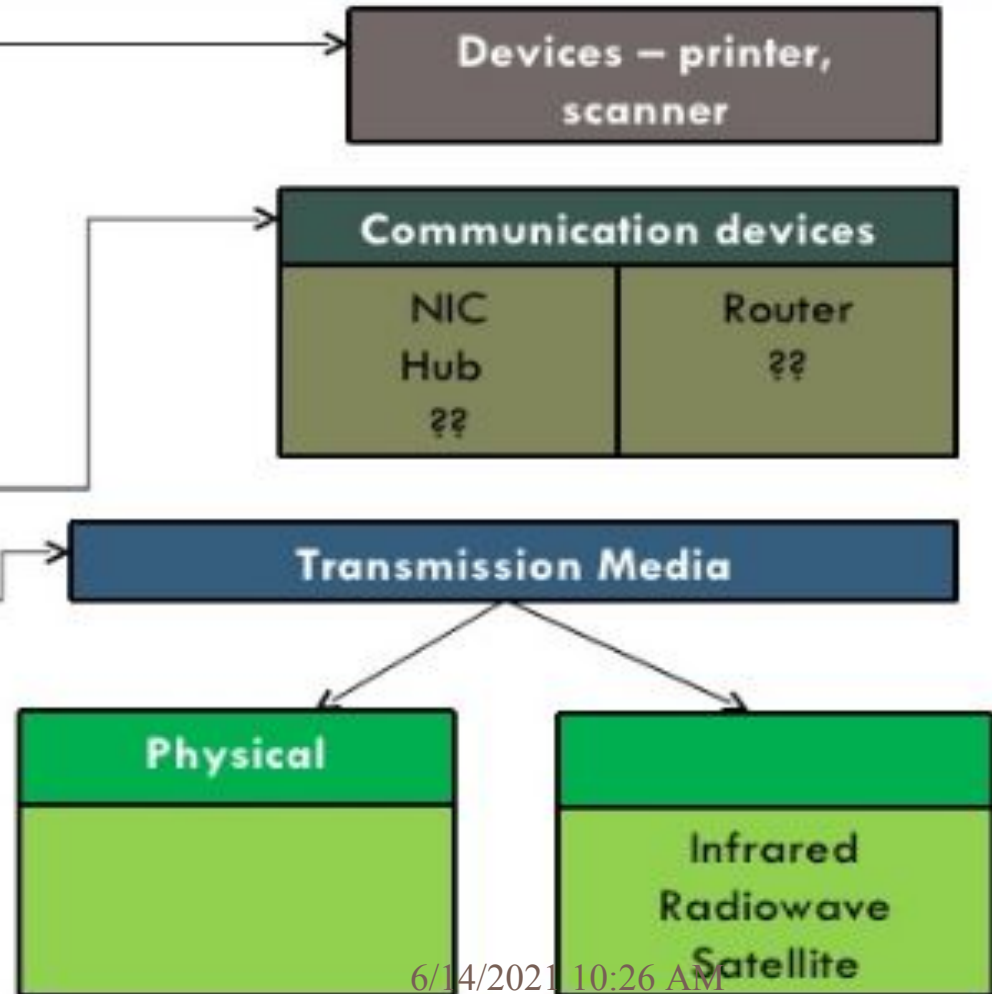 Devices – printer,
scanner
Communication devices
NIC
Hub
??
Router
??
Transmission Media
Physical
Infrared
Radiowave
Satellite
6/14/2021 10:26 AM